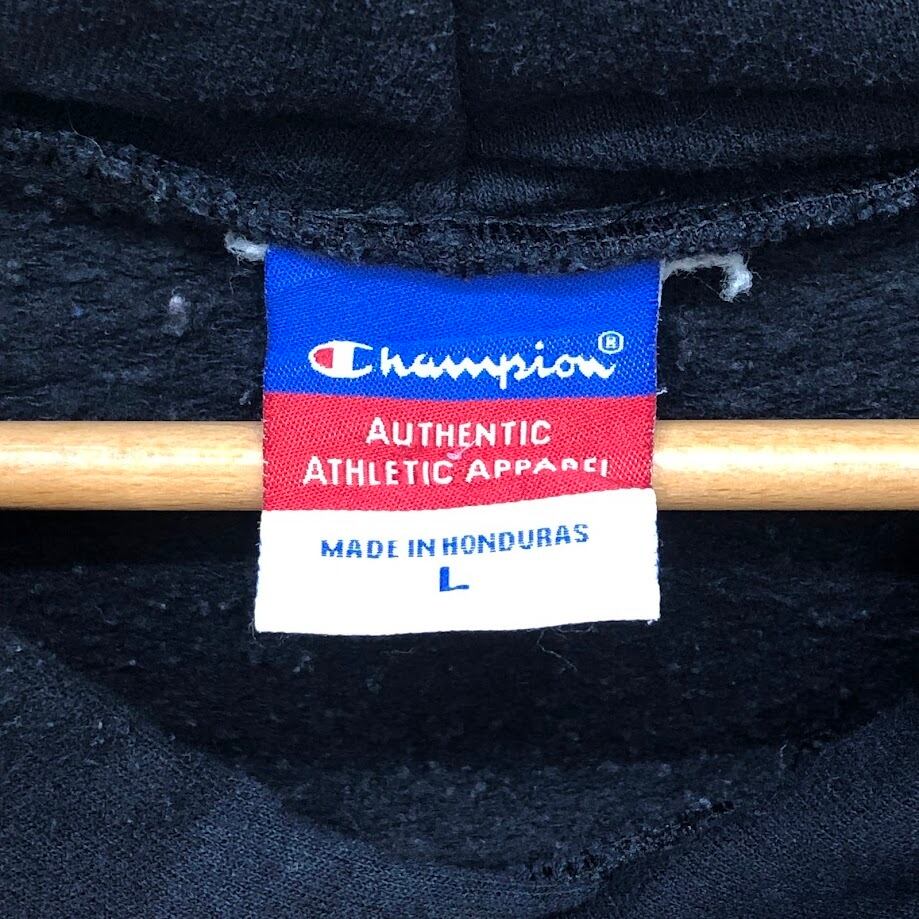 Champion®
AUTHENTIC
ATHLETIC APPAREL
MADE IN HONDURAS
L